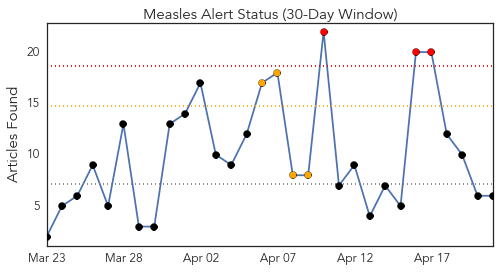 Measles Alert Status (30-Day Window)
Articles Found
20
15
10
5
Mar 23
Mar 28
Apr 02
Apr 07
Apr 12
Apr 17